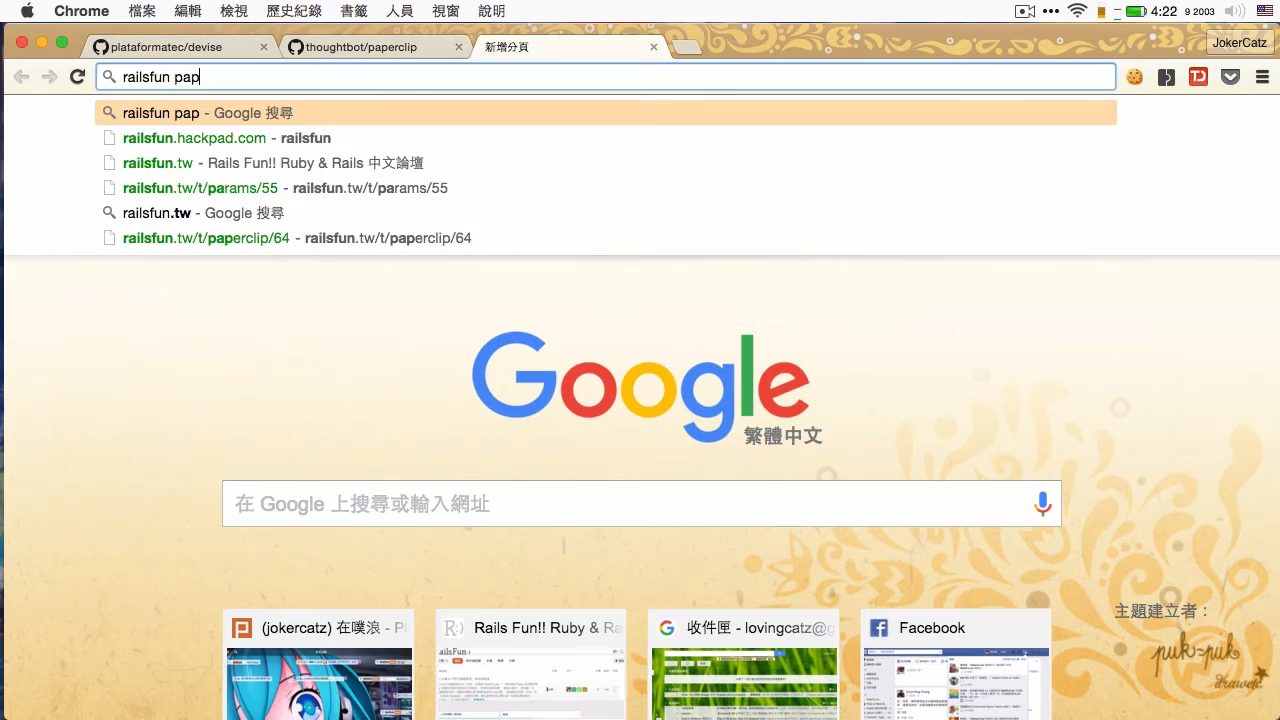 Chrome 檔案 編輯 檢視 歷史紀錄 書籤 人員 視窗 說明 4:22 9 2003
plataformatec/devise thoughtbot/paperclip 新增分頁 JokerCatz
railsfun pap
railsfun pap - Google 搜尋
railsfun.hackpad.com - railsfun
railsfun.tw - Rails Fun!! Ruby & Rails 中文論壇
railsfun.tw/t/params/55 - railsfun.tw/t/params/55
railsfun.tw - Google 搜尋
railsfun.tw/t/paperclip/64 - railsfun.tw/t/paperclip/64
Google
繁體中文
在 Google 上搜尋或輸入網址
主題建立者：
(jokercatz) 在噗浪 - Pl Rails Fun!! Ruby & Ra 收件匣 - lovingcatz@g Facebook
puk-puk